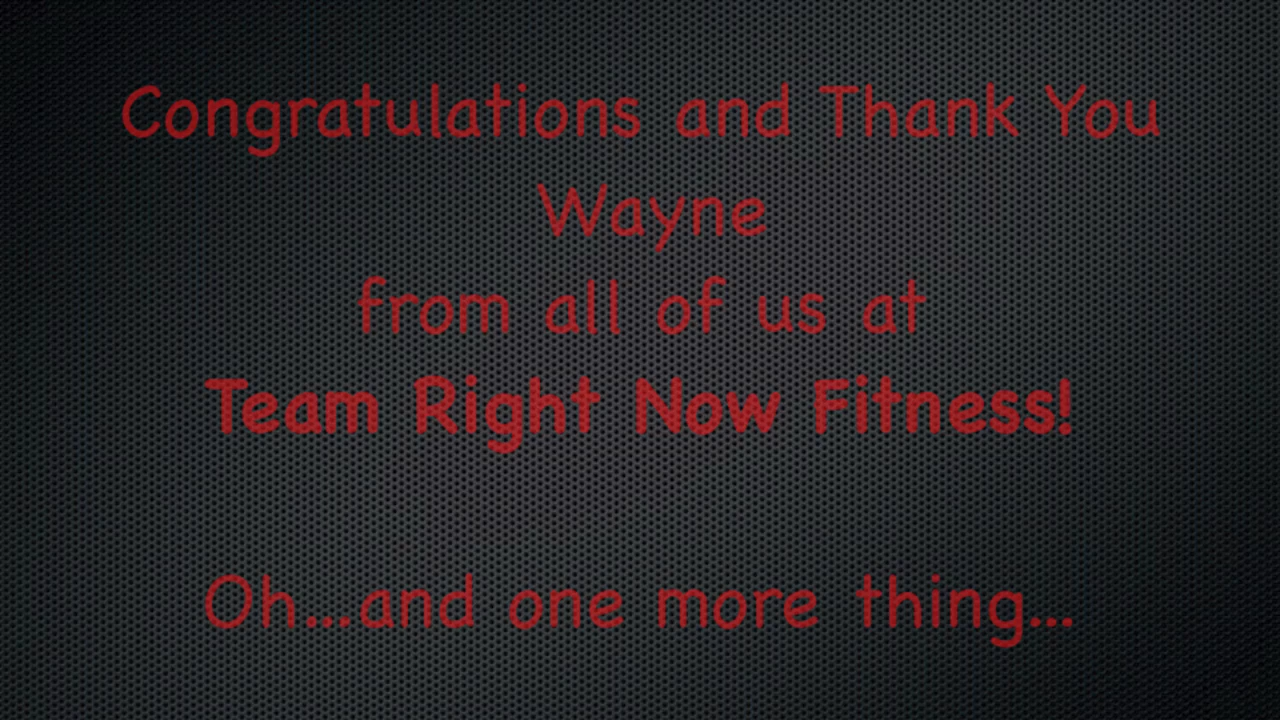 Congratulations and Thank You
Wayne
from all of us at
Team Right Now Fitness!
Oh...and one more thing...